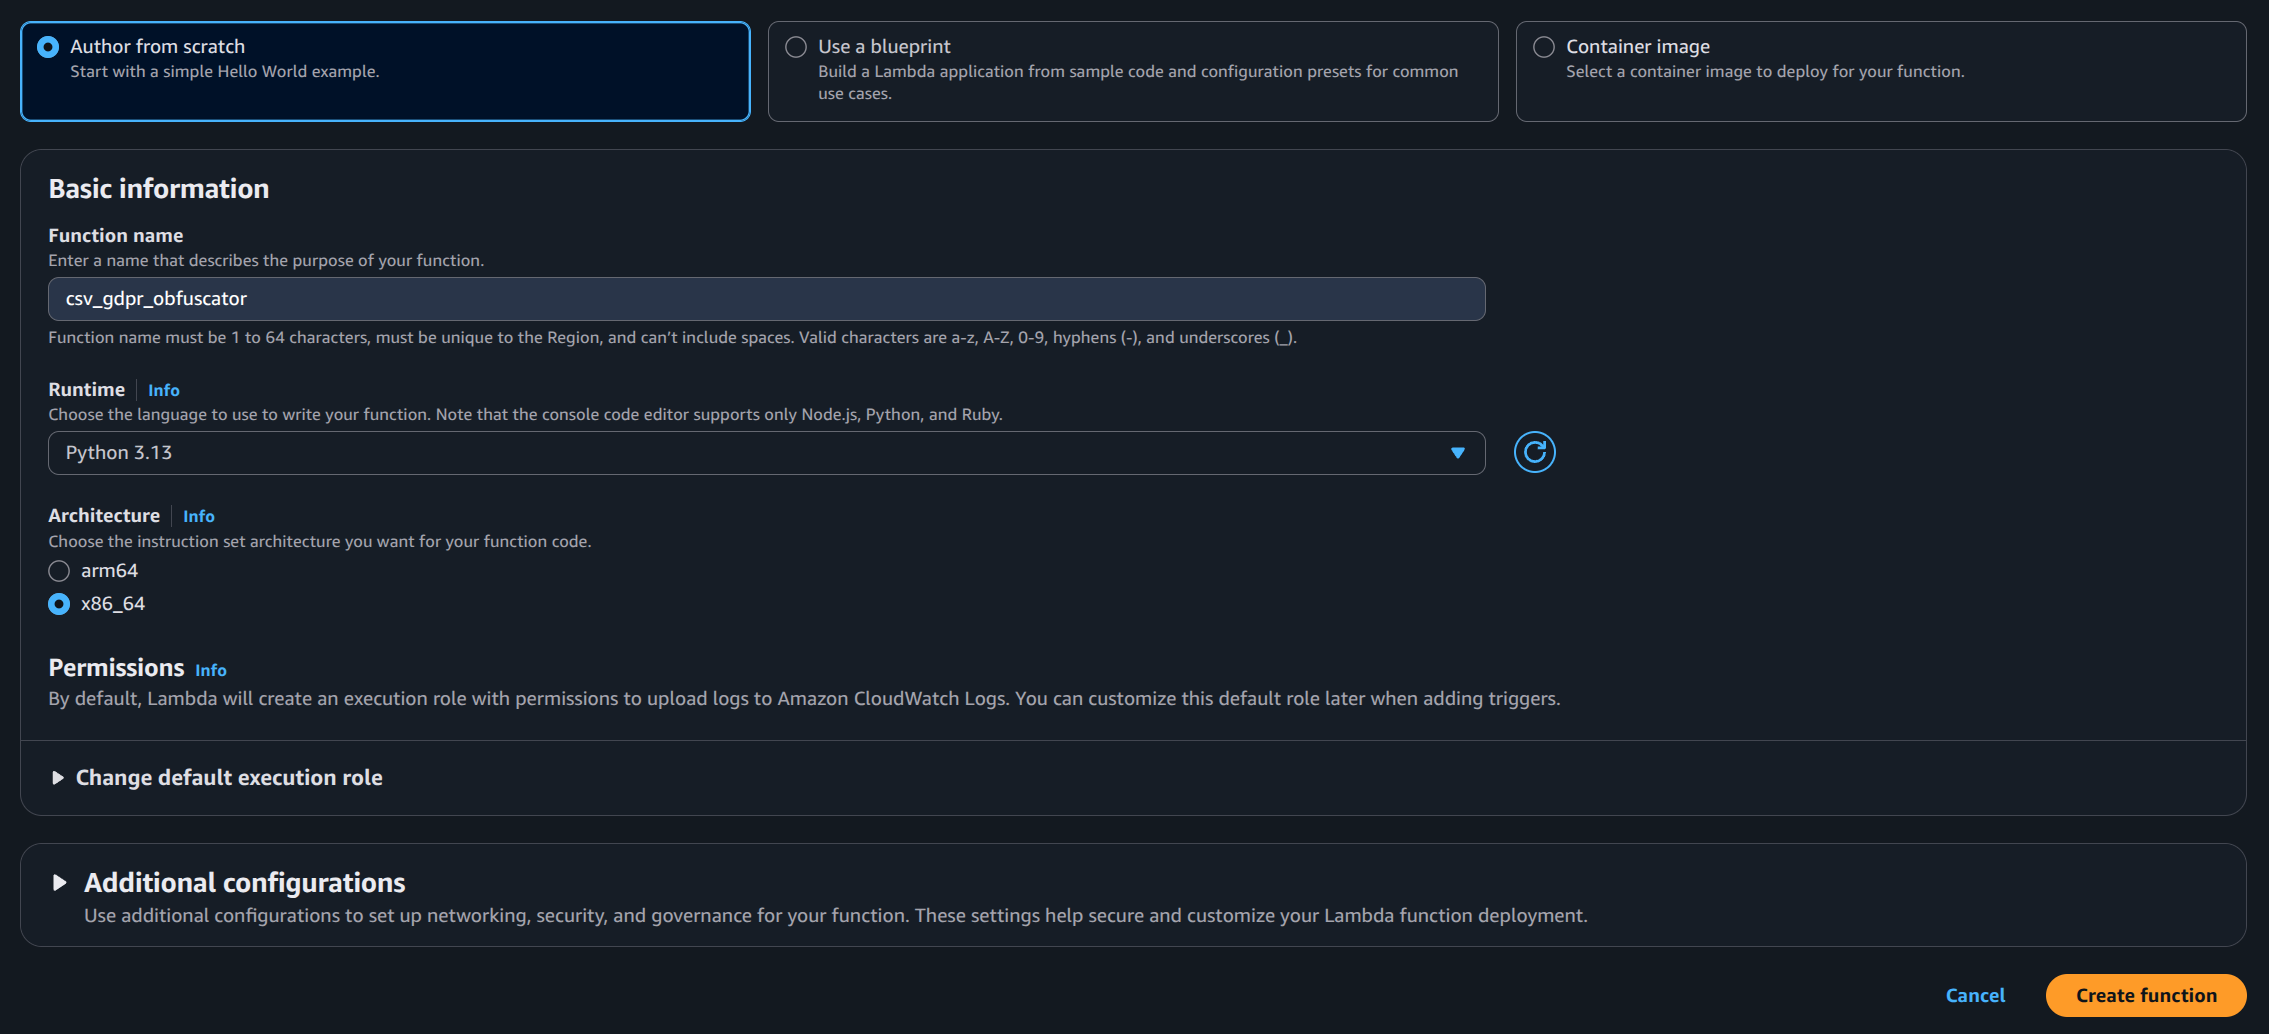 Author from scratch
Start with a simple Hello World example.
Use a blueprint
Build a Lambda application from sample code and configuration presets for common
use cases.
Container image
Select a container image to deploy for your function.
Basic information
Function name
Enter a name that describes the purpose of your function.
csv_gdpr_obfuscator
Function name must be 1 to 64 characters, must be unique to the Region, and can’t include spaces. Valid characters are a-z, A-Z, 0-9, hyphens (-), and underscores (_).
Runtime Info
Choose the language to use to write your function. Note that the console code editor supports only Node.js, Python, and Ruby.
Python 3.13
Architecture Info
Choose the instruction set architecture you want for your function code.
arm64
x86_64
Permissions Info
By default, Lambda will create an execution role with permissions to upload logs to Amazon CloudWatch Logs. You can customize this default role later when adding triggers.
Change default execution role
Additional configurations
Use additional configurations to set up networking, security, and governance for your function. These settings help secure and customize your Lambda function deployment.
Cancel Create function